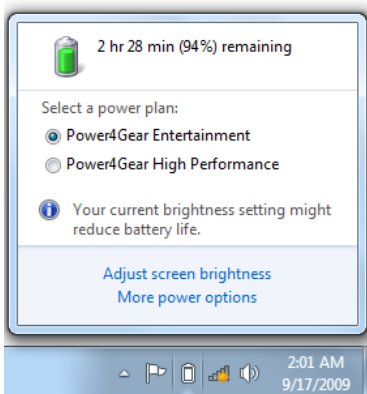 2 hr 28 min (94%) remaining
Select a power plan:
Power4Gear Entertainment
Power4Gear High Performance
Your current brightness setting might
reduce battery life.
Adjust screen brightness
More power options
2:01 AM
9/17/2009